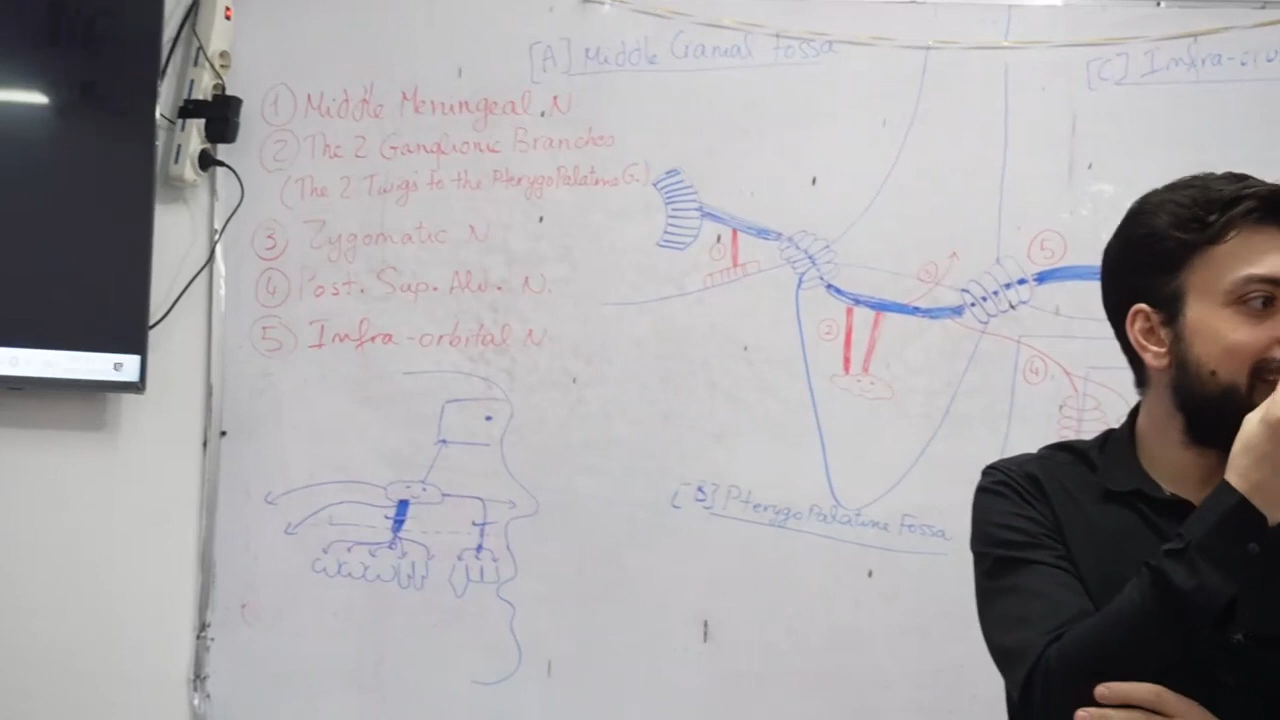 [A] Middle Cranial Fossa
[C] Infra-
① Middle Meningeal. N
② The 2 Ganglionic Branches
(The 2 Twigs to the PterygoPalatine G.)
③ Zygomatic N
④ Post. Sup. Alv. N.
⑤ Infra-orbital N
①
②
③
④
⑤
[B] PterygoPalatine Fossa